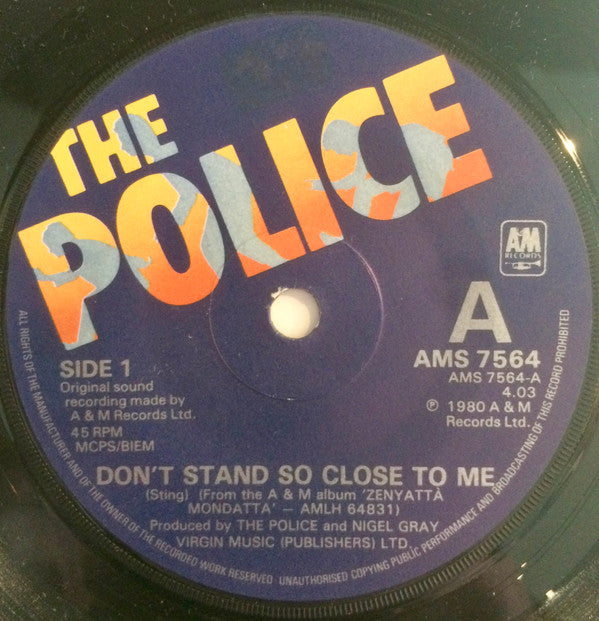 THE
POLICE
A&M
RECORDS
A
SIDE 1
Original sound
recording made by
A & M Records Ltd.
45 RPM
MCPS/BIEM
AMS 7564
AMS 7564-A
4.03
℗ 1980 A & M
Records Ltd.
DON'T STAND SO CLOSE TO ME
(Sting) (From the A & M album 'ZENYATTÀ
MONDATTA' – AMLH 64831)
Produced by THE POLICE and NIGEL GRAY
VIRGIN MUSIC (PUBLISHERS) LTD.
ALL RIGHTS OF THE MANUFACTURER AND OF THE OWNER OF THE RECORDED WORK RESERVED UNAUTHORISED COPYING PUBLIC PERFORMANCE AND BROADCASTING OF THIS RECORD PROHIBITED